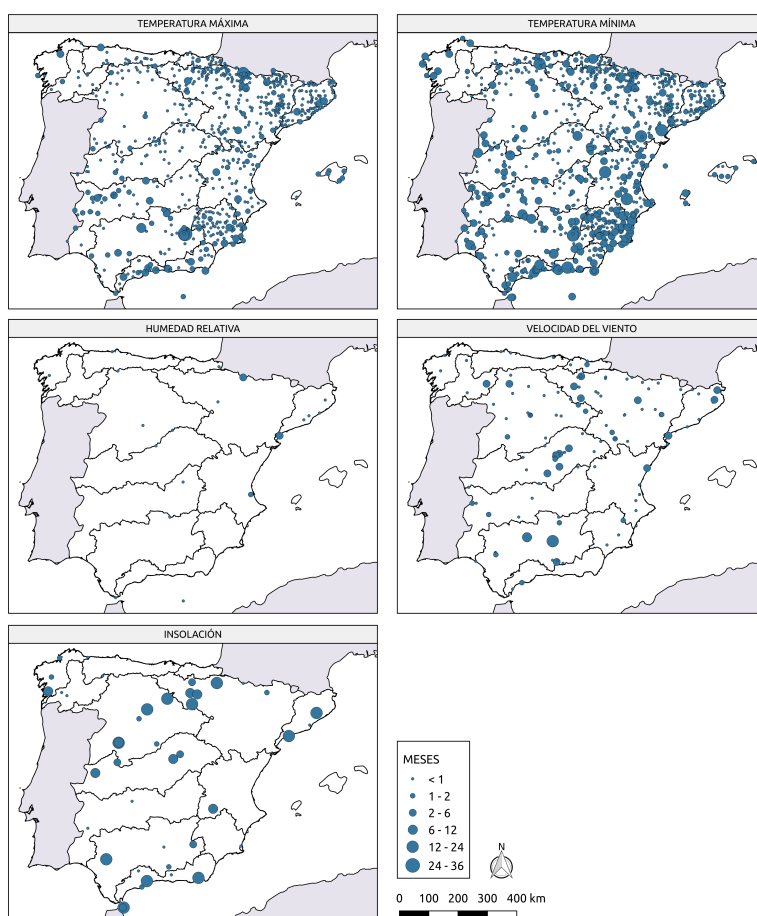 TEMPERATURA MÁXIMA
TEMPERATURA MÍNIMA
HUMEDAD RELATIVA
VELOCIDAD DEL VIENTO
INSOLACIÓN
MESES
< 1
1 - 2
2 - 6
6 - 12
12 - 24
24 - 36
N
0 100 200 300 400 km